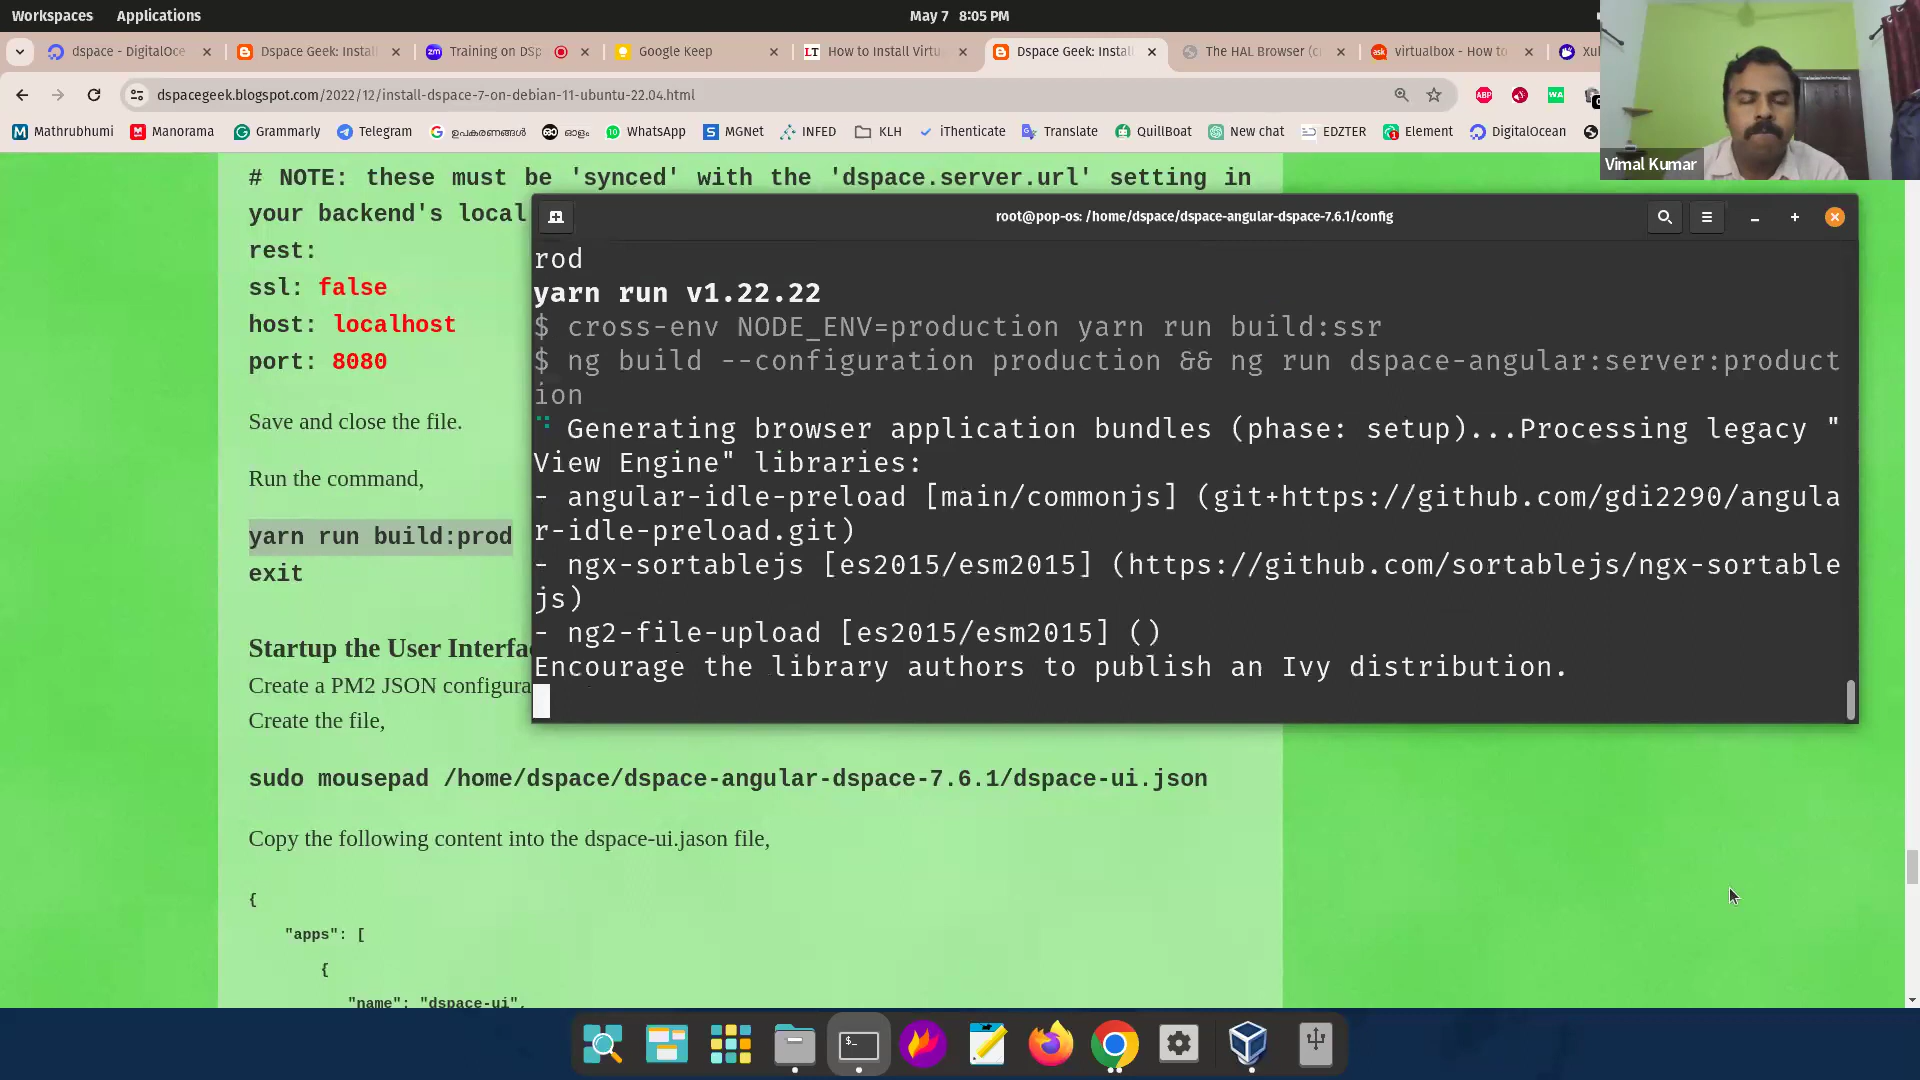 Workspaces
Applications
May 7 8:05 PM
dspace - DigitalOce
Dspace Geek: Instal
Training on DSp
Google Keep
How to Install Virtu
Dspace Geek: Instal
The HAL Browser (c
virtualbox - How to
Xul
dspacegeek.blogspot.com/2022/12/install-dspace-7-on-debian-11-ubuntu-22.04.html
Mathrubhumi
Manorama
Grammarly
Telegram
ഉപകരണങ്ങൾ
ഓളം
WhatsApp
MGNet
INFED
KLH
iThenticate
Translate
QuillBoat
New chat
EDZTER
Element
DigitalOcean
Vimal Kumar
# NOTE: these must be 'synced' with the 'dspace.server.url' setting in
your backend's local
rest:
ssl: false
host: localhost
port: 8080
Save and close the file.
Run the command,
yarn run build:prod
exit
Startup the User Interfa
Create a PM2 JSON configura
Create the file,
sudo mousepad /home/dspace/dspace-angular-dspace-7.6.1/dspace-ui.json
Copy the following content into the dspace-ui.jason file,
{
"apps": [
{
"name": "dspace-ui",
root@pop-os: /home/dspace/dspace-angular-dspace-7.6.1/config
rod
yarn run v1.22.22
$ cross-env NODE_ENV=production yarn run build:ssr
$ ng build --configuration production && ng run dspace-angular:server:product
ion
Generating browser application bundles (phase: setup)...Processing legacy "
View Engine" libraries:
- angular-idle-preload [main/commonjs] (git+https://github.com/gdi2290/angula
r-idle-preload.git)
- ngx-sortablejs [es2015/esm2015] (https://github.com/sortablejs/ngx-sortable
js)
- ng2-file-upload [es2015/esm2015] ()
Encourage the library authors to publish an Ivy distribution.